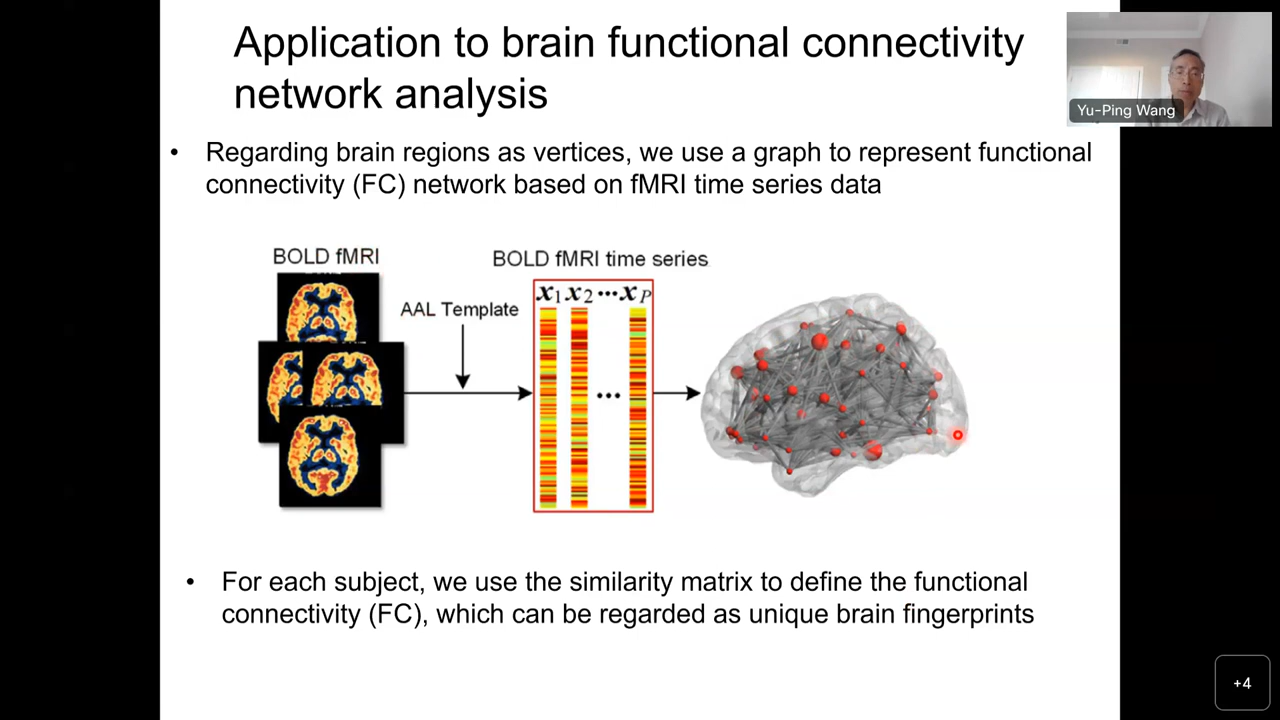 Application to brain functional connectivity
network analysis
Yu-Ping Wang
• Regarding brain regions as vertices, we use a graph to represent functional
connectivity (FC) network based on fMRI time series data
BOLD fMRI
BOLD fMRI time series
AAL Template
x1 x2 ••• xP
•••
• For each subject, we use the similarity matrix to define the functional
connectivity (FC), which can be regarded as unique brain fingerprints
+4